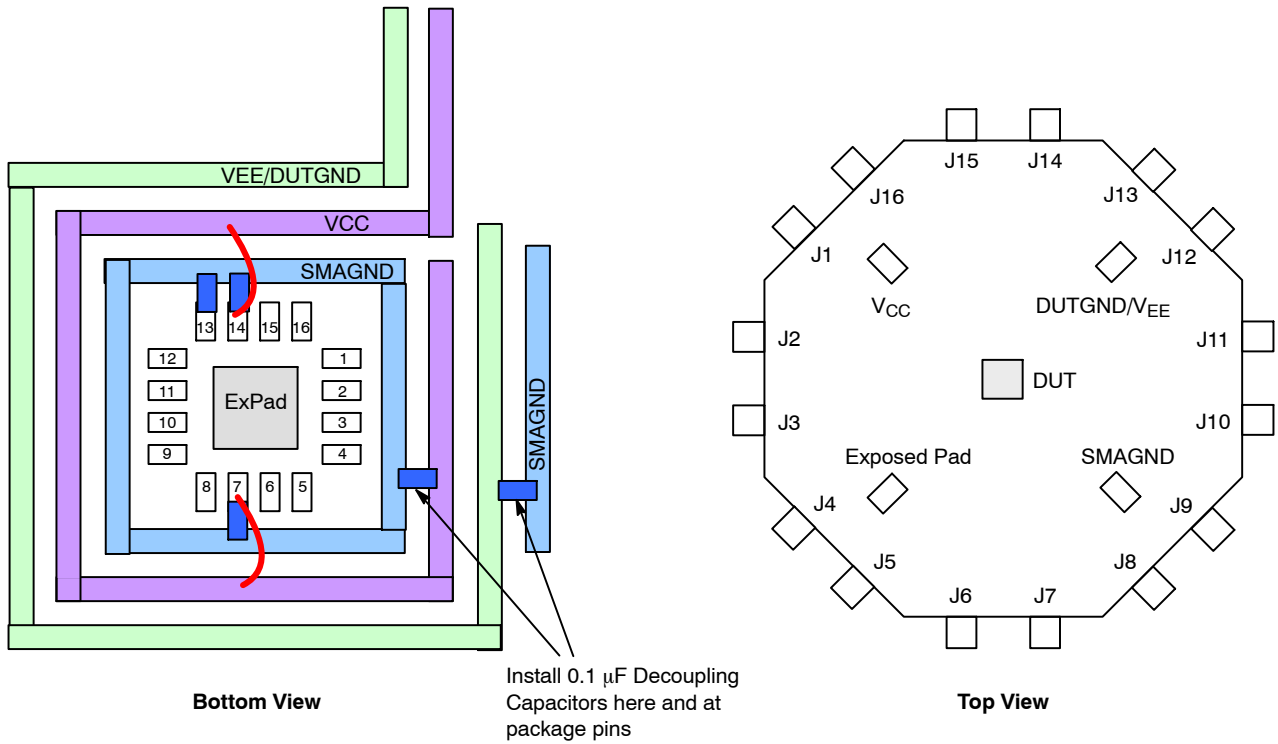 VEE/DUTGND
VCC
SMAGND
13
14
15
16
12
1
11
2
10
3
9
4
ExPad
8
7
6
5
SMAGND
Install 0.1 μF Decoupling
Capacitors here and at
package pins
Bottom View
J15
J14
J16
J13
J1
J12
VCC
DUTGND/VEE
J2
J11
DUT
J3
J10
Exposed Pad
SMAGND
J4
J9
J5
J8
J6
J7
Top View